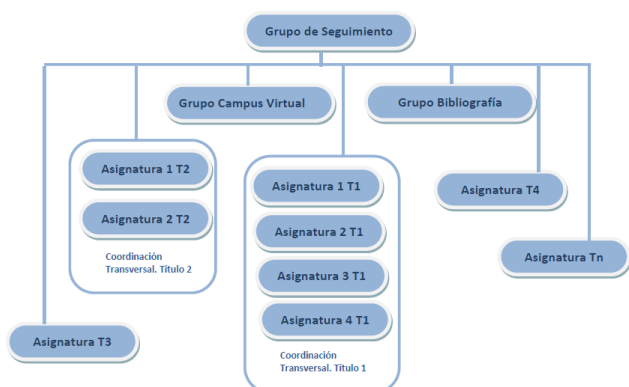 Grupo de Seguimiento
Grupo Campus Virtual
Grupo Bibliografía
Asignatura 1 T2
Asignatura 2 T2
Coordinación
Transversal. Título 2
Asignatura 1 T1
Asignatura 2 T1
Asignatura 3 T1
Asignatura 4 T1
Coordinación
Transversal. Título 1
Asignatura T4
Asignatura Tn
Asignatura T3